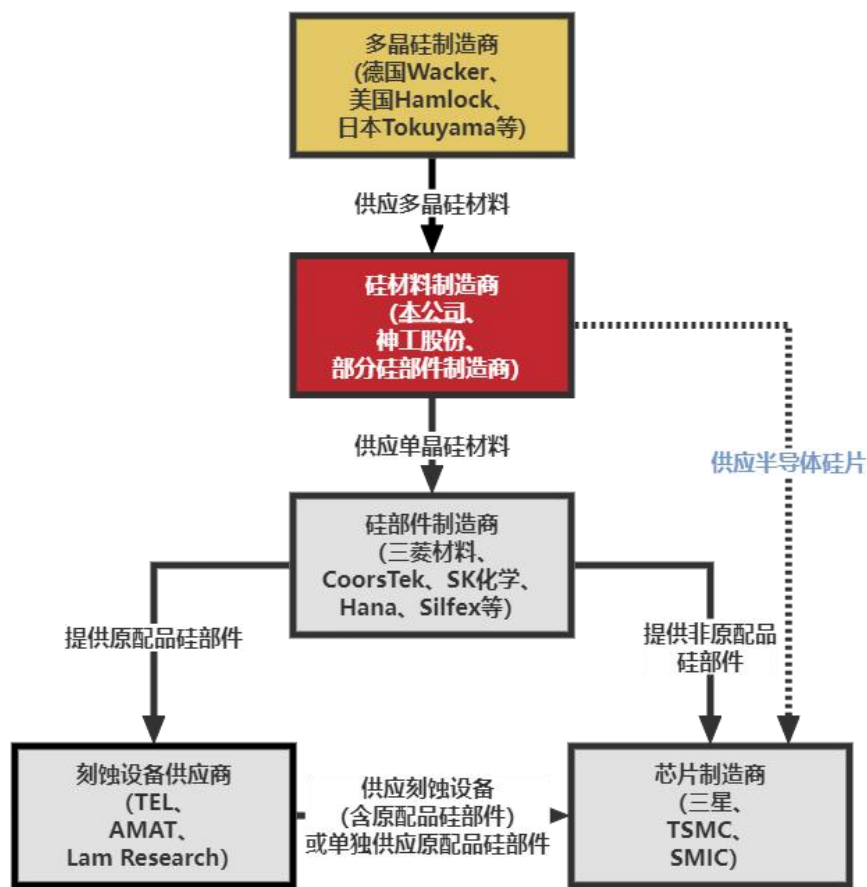 多晶硅制造商
(德国Wacker、
美国Hamlock、
日本Tokuyama等)
供应多晶硅材料
硅材料制造商
(本公司、
神工股份、
部分硅部件制造商)
供应单晶硅材料
供应半导体硅片
硅部件制造商
(三菱材料、
CoorsTek、SK化学、
Hana、Silfex等)
提供原配品硅部件
提供非原配品
硅部件
刻蚀设备供应商
(TEL、
AMAT、
Lam Research)
供应刻蚀设备
(含原配品硅部件)
或单独供应原配品硅部件
芯片制造商
(三星、
TSMC、
SMIC)